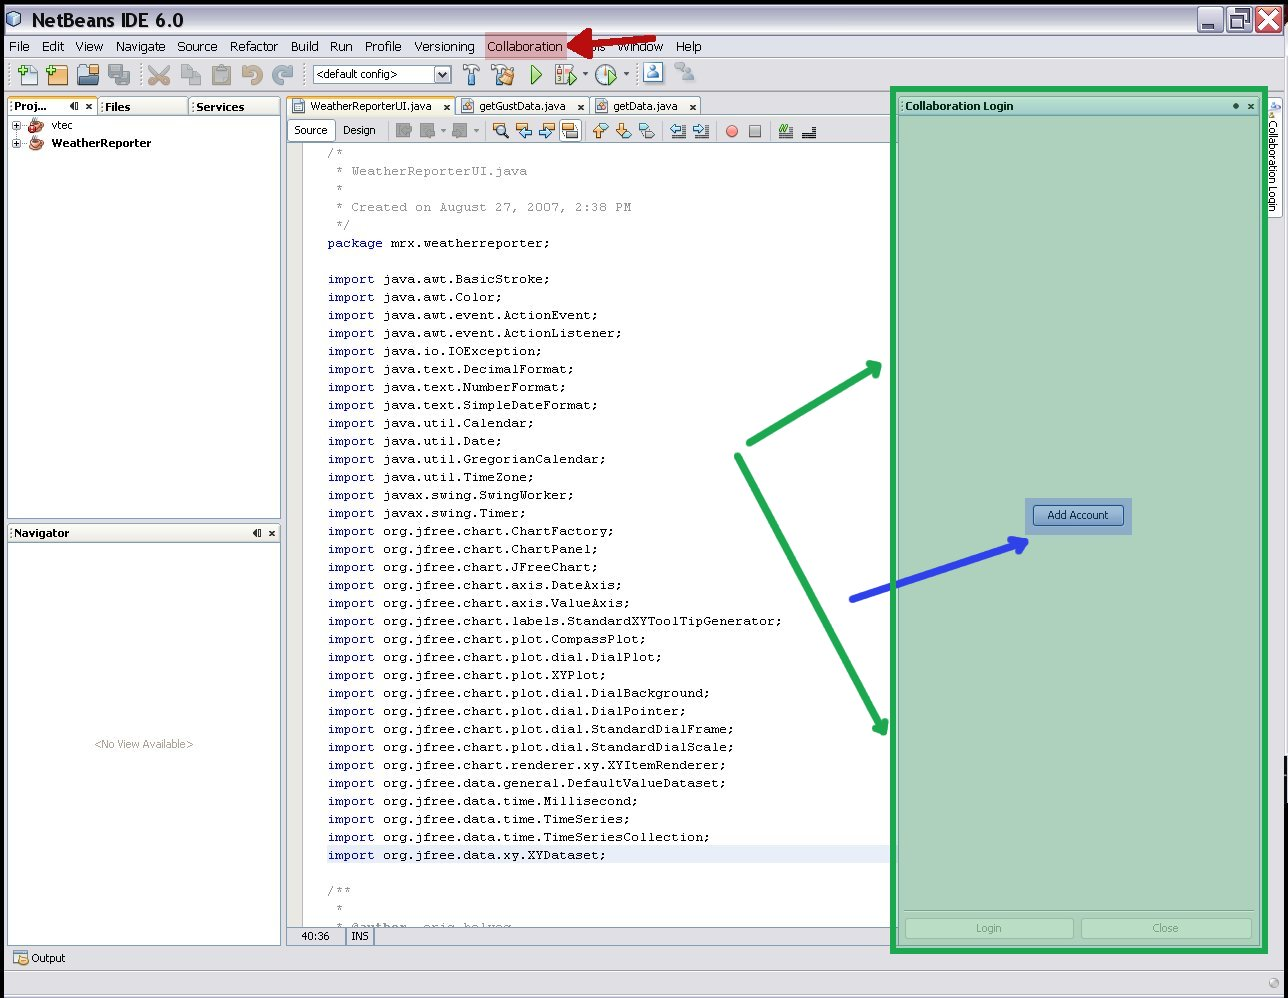 NetBeans IDE 6.0
File Edit View Navigate Source Refactor Build Run Profile Versioning Collaboration Window Help
<default config>
Proj... Files Services
vtec
WeatherReporter
Navigator
<No View Available>
WeatherReporterUI.java getGustData.java getData.java
Source Design
/*
* WeatherReporterUI.java
*
* Created on August 27, 2007, 2:38 PM
*/
package mrx.weatherreporter;
import java.awt.BasicStroke;
import java.awt.Color;
import java.awt.event.ActionEvent;
import java.awt.event.ActionListener;
import java.io.IOException;
import java.text.DecimalFormat;
import java.text.NumberFormat;
import java.text.SimpleDateFormat;
import java.util.Calendar;
import java.util.Date;
import java.util.GregorianCalendar;
import java.util.TimeZone;
import javax.swing.SwingWorker;
import javax.swing.Timer;
import org.jfree.chart.ChartFactory;
import org.jfree.chart.ChartPanel;
import org.jfree.chart.JFreeChart;
import org.jfree.chart.axis.DateAxis;
import org.jfree.chart.axis.ValueAxis;
import org.jfree.chart.labels.StandardXYToolTipGenerator;
import org.jfree.chart.plot.CompassPlot;
import org.jfree.chart.plot.dial.DialPlot;
import org.jfree.chart.plot.XYPlot;
import org.jfree.chart.plot.dial.DialBackground;
import org.jfree.chart.plot.dial.DialPointer;
import org.jfree.chart.plot.dial.StandardDialFrame;
import org.jfree.chart.plot.dial.StandardDialScale;
import org.jfree.chart.renderer.xy.XYItemRenderer;
import org.jfree.data.general.DefaultValueDataset;
import org.jfree.data.time.Millisecond;
import org.jfree.data.time.TimeSeries;
import org.jfree.data.time.TimeSeriesCollection;
import org.jfree.data.xy.XYDataset;
/**
*
40:36 INS
Collaboration Login
Add Account
Login Close
Collaboration Login
Output